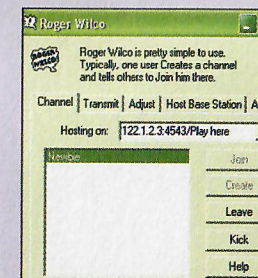 Roger Wilco
ROGER WILCO!
Roger Wilco is pretty simple to use.
Typically, one user Creates a channel
and tells others to Join him there.
Channel Transmit Adjust Host Base Station A
Hosting on: 122.1.2.3:4543/Play here
Newbie
Join
Create
Leave
Kick
Help